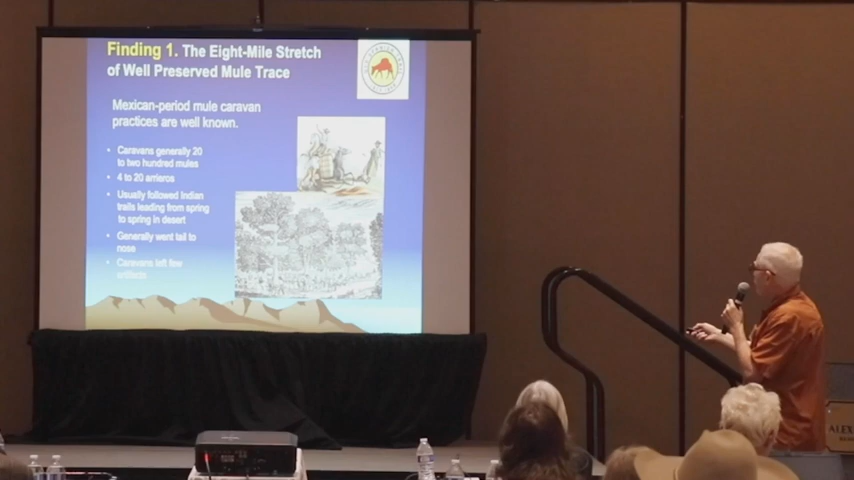 Finding 1. The Eight-Mile Stretch
of Well Preserved Mule Trace
Mexican-period mule caravan
practices are well known.
• Caravans generally 20
to two hundred mules
• 4 to 20 arrieros
• Usually followed Indian
trails leading from spring
to spring in desert
• Generally went tail to
nose
• Caravans left few
artifacts
ALEX